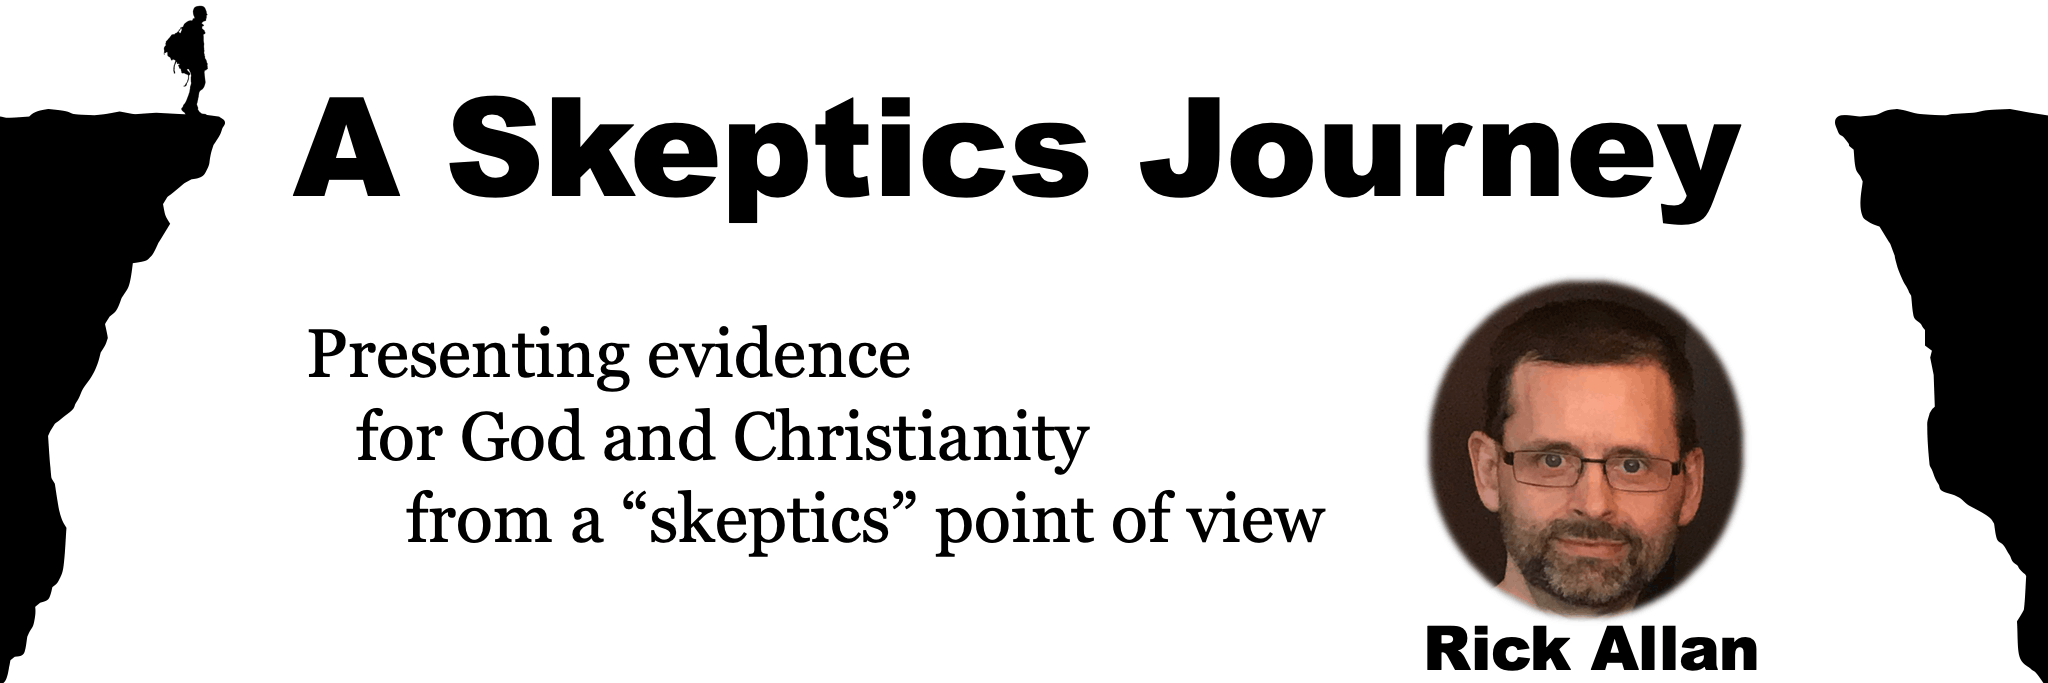 A Skeptics Journey
Presenting evidence
for God and Christianity
from a “skeptics” point of view
Rick Allan